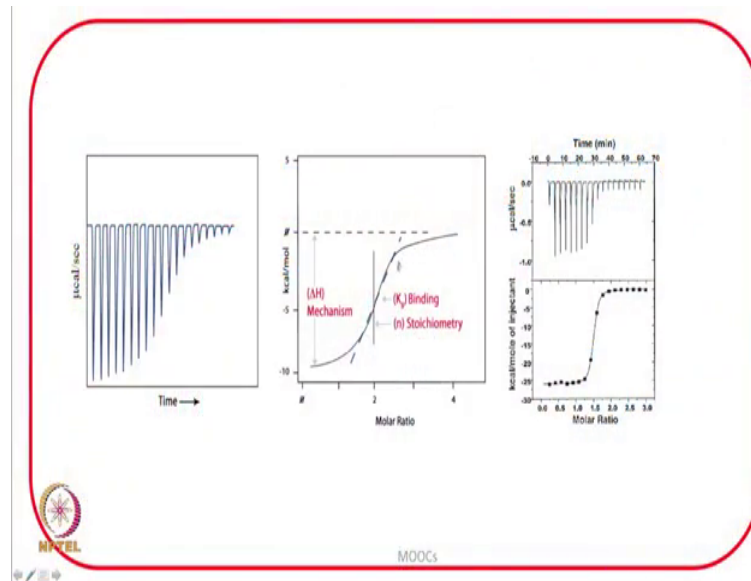 μcal/sec
Time
kcal/mol
5
-5
-10
(ΔH)
Mechanism
) Binding
(n) Stoichiometry
2
4
Molar Ratio
Time (min)
-10 0 10 20 30 40 50 60 70
μcal/sec
0.0
-0.5
-1.0
kcal/mole of injectant
0
-5
-10
-15
-20
-25
-30
0.0 0.5 1.0 1.5 2.0 2.5 3.0
Molar Ratio
NPTEL
MOOCs